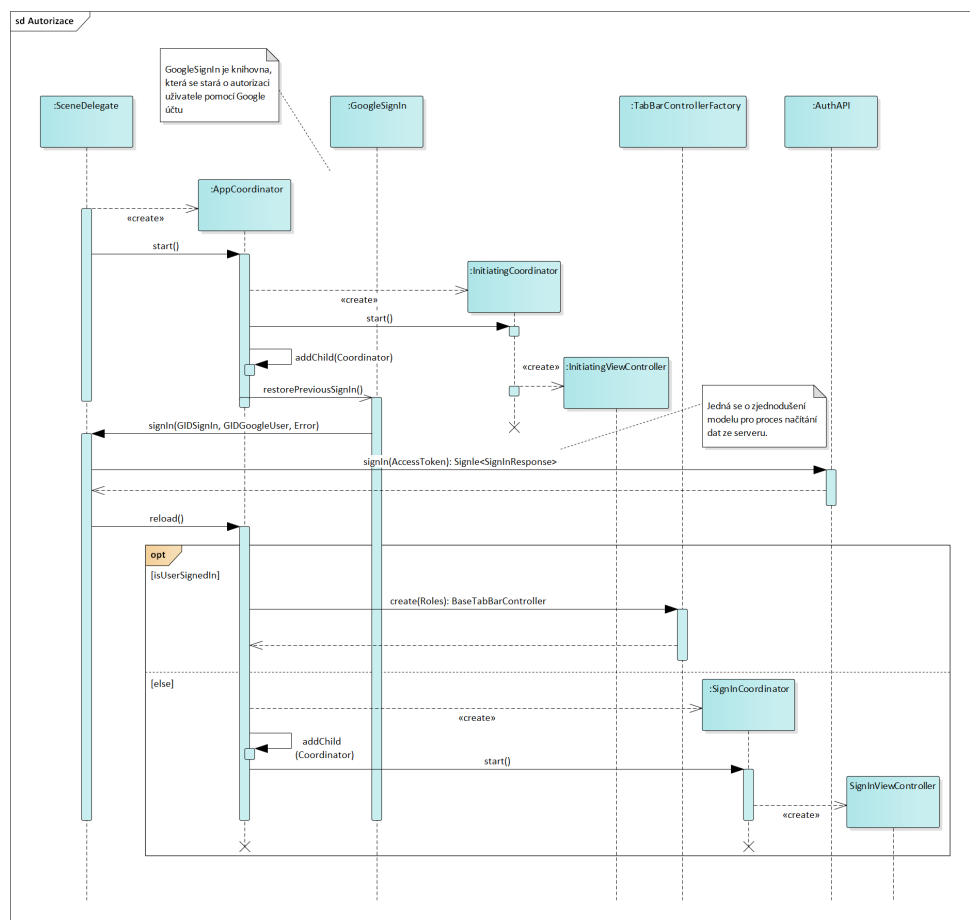 sd Autorizace
GoogleSignIn je knihovna,
která se stará o autorizaci
uživatele pomocí Google
účtu
:SceneDelegate
:GoogleSignIn
:TabBarControllerFactory
:AuthAPI
:AppCoordinator
«create»
start()
:InitiatingCoordinator
«create»
start()
addChild(Coordinator)
«create»
:InitiatingViewController
restorePreviousSignIn()
Jedná se o zjednodušení
modelu pro proces načítání
dat ze serveru.
signIn(GIDSignIn, GIDGoogleUser, Error)
signIn(AccessToken): Signle<SignInResponse>
reload()
opt
[isUserSignedIn]
create(Roles): BaseTabBarController
[else]
:SignInCoordinator
«create»
addChild
(Coordinator)
start()
SignInViewController
«create»